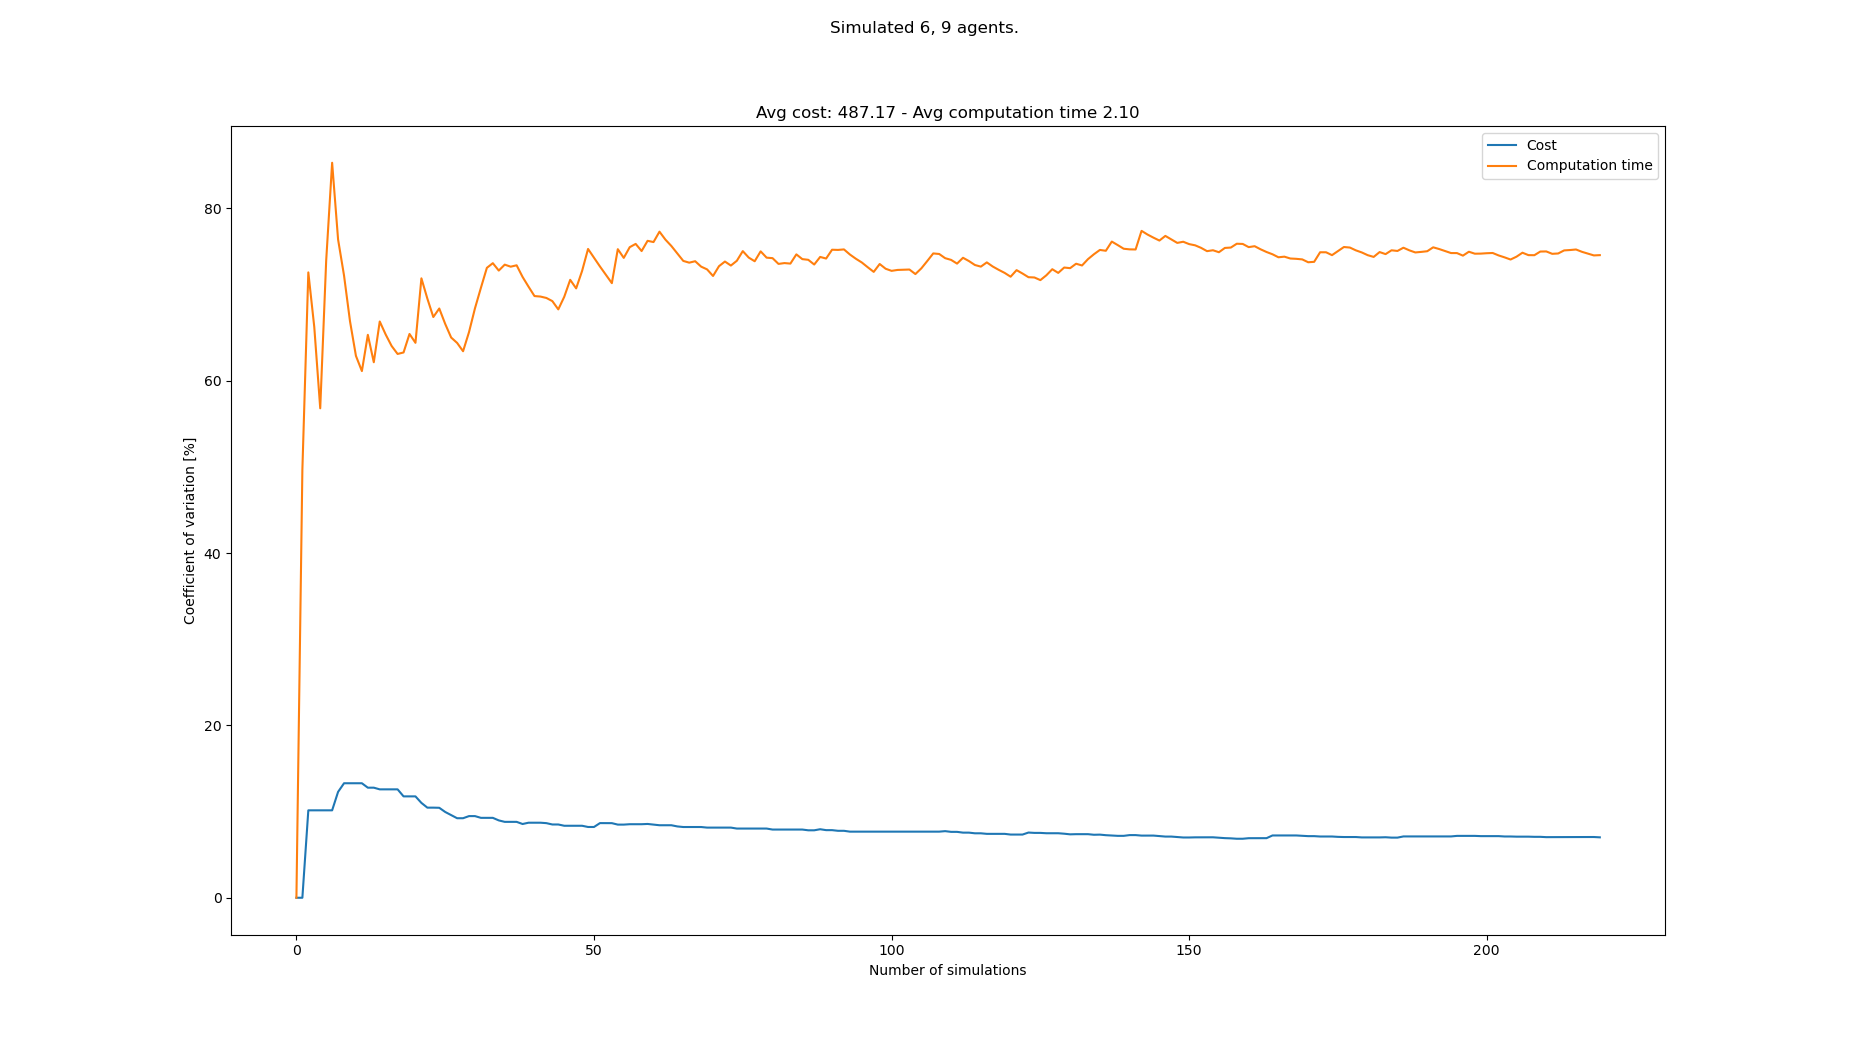 Simulated 6, 9 agents.
Avg cost: 487.17 - Avg computation time 2.10
Cost
Computation time
80
60
40
20
0
Coefficient of variation [%]
0
50
100
150
200
Number of simulations